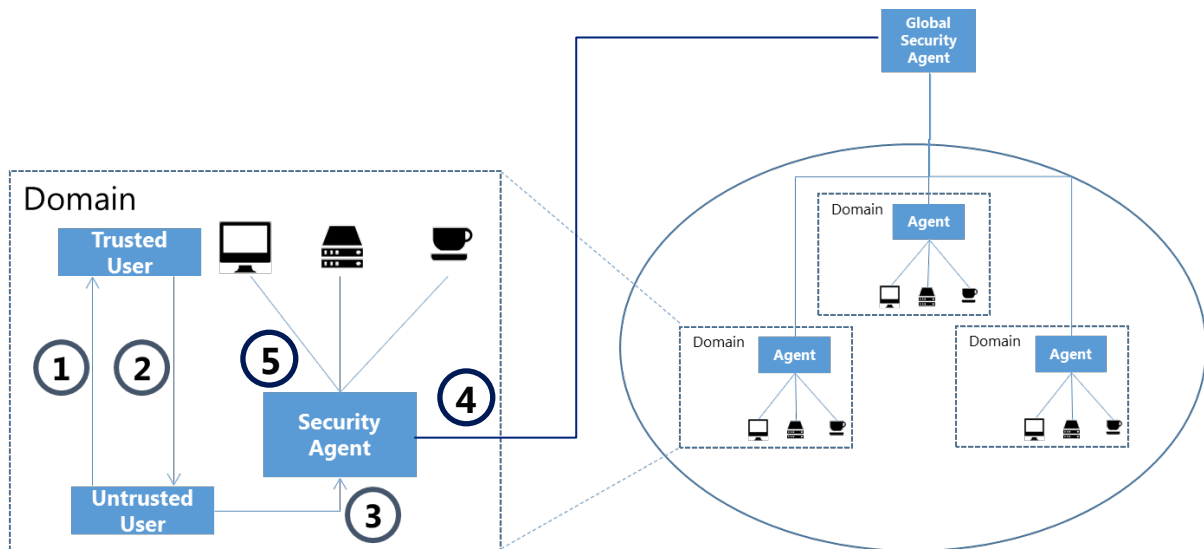 Global
Security
Agent
Domain
Trusted
User
1
2
5
4
Security
Agent
Untrusted
User
3
Domain
Agent
Domain
Agent
Domain
Agent